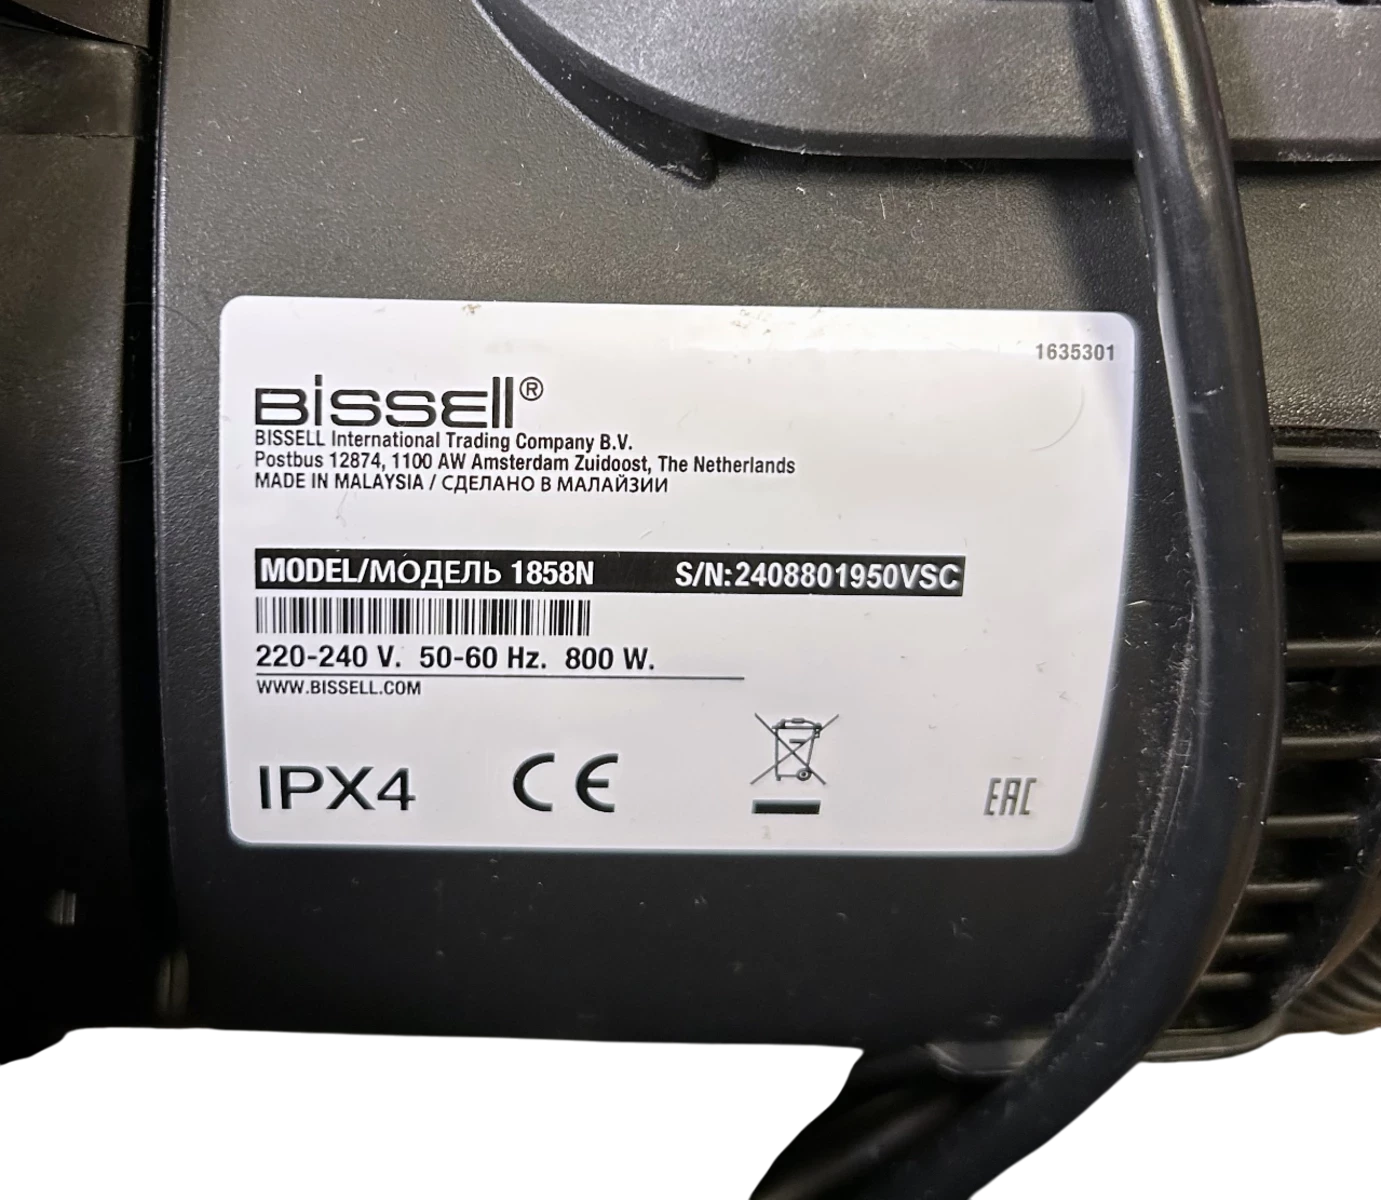 1635301
BISSELL®
BISSELL International Trading Company B.V.
Postbus 12874, 1100 AW Amsterdam Zuidoost, The Netherlands
MADE IN MALAYSIA / СДЕЛАНО В МАЛАЙЗИИ
MODEL/МОДЕЛЬ 1858N S/N:2408801950VSC
220-240 V. 50-60 Hz. 800 W.
WWW.BISSELL.COM
IPX4 CE EAC